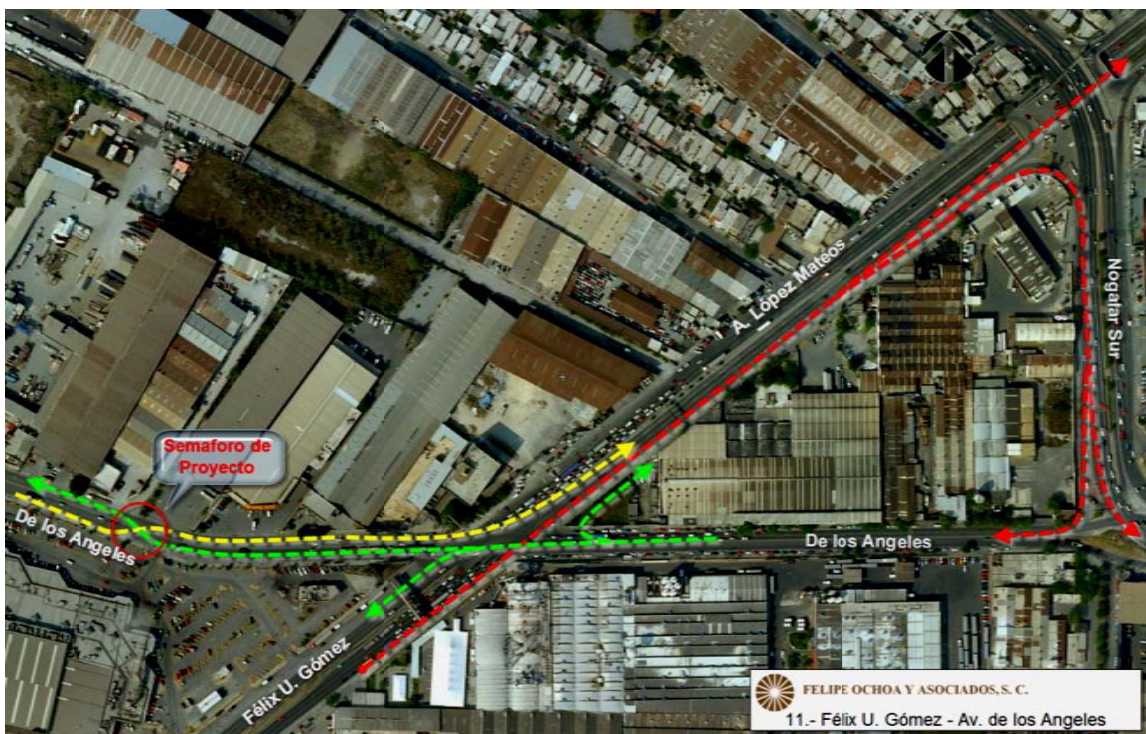 A. López Mateos
Nogalar Sur
Semaforo de
Proyecto
De los Angeles
De los Angeles
Félix U. Gómez
FELIPE OCHOA Y ASOCIADOS, S. C.
11.- Félix U. Gómez - Av. de los Angeles